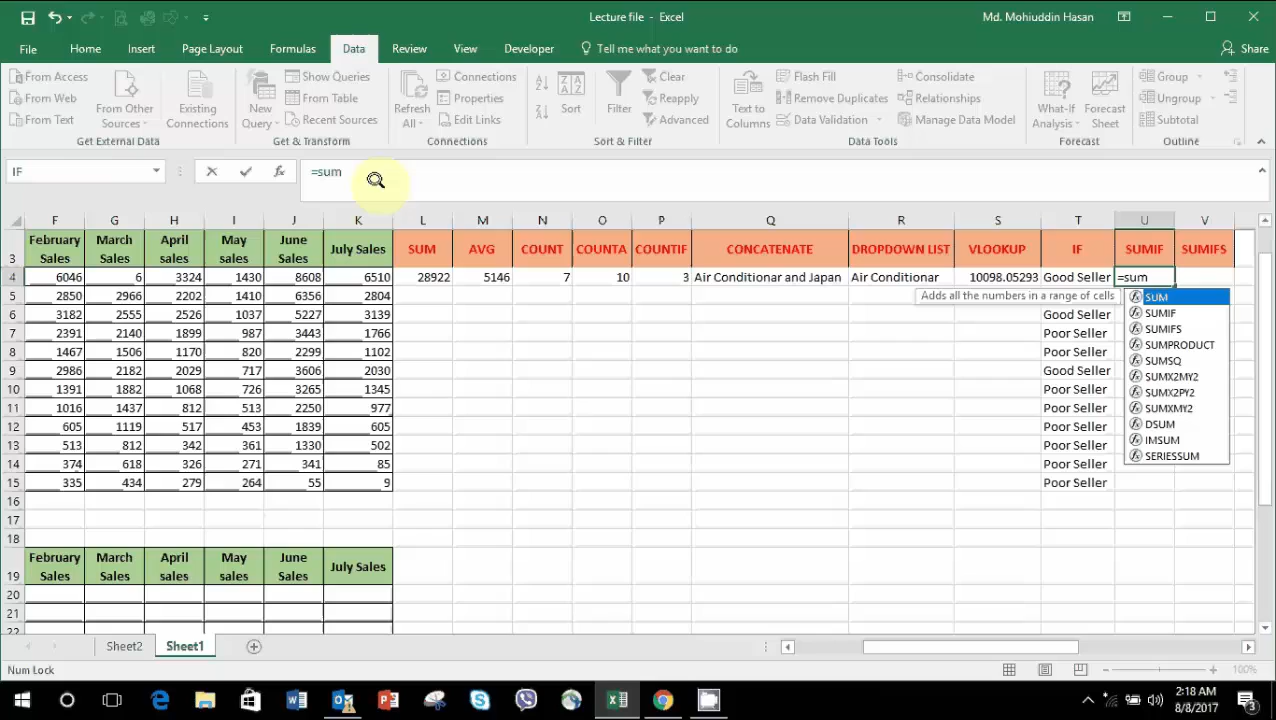 Lecture file - Excel
Md. Mohiuddin Hasan
File Home Insert Page Layout Formulas Data Review View Developer Tell me what you want to do Share
From Access
From Web
From Text
From Other Sources
Existing Connections
Get External Data
New Query
Show Queries
From Table
Recent Sources
Get & Transform
Refresh All
Connections
Properties
Edit Links
Connections
Sort
Filter
Clear
Reapply
Advanced
Sort & Filter
Text to Columns
Flash Fill
Remove Duplicates
Data Validation
Consolidate
Relationships
Manage Data Model
Data Tools
What-If Analysis
Forecast Sheet
Forecast
Group
Ungroup
Subtotal
Outline
IF fx =sum
F G H I J K L M N O P Q R S T U V
3 February Sales March Sales April Sales May sales June Sales July Sales SUM AVG COUNT COUNTA COUNTIF CONCATENATE DROPDOWN LIST VLOOKUP IF SUMIF SUMIFS
4 6046 6 3324 1430 8608 6510 28922 5146 7 10 3 Air Conditionar and Japan Air Conditionar 10098.05293 Good Seller =sum
5 2850 2966 2202 1410 6356 2804 Adds all the numbers in a range of cells
6 3182 2555 2526 1037 5227 3139 Good Seller
7 2391 2140 1899 987 3443 1766 Poor Seller
8 1467 1506 1170 820 2299 1102 Poor Seller
9 2986 2182 2029 717 3606 2030 Good Seller
10 1391 1882 1068 726 3265 1345 Poor Seller
11 1016 1437 812 513 2250 977 Poor Seller
12 605 1119 517 453 1839 605 Poor Seller
13 513 812 342 361 1330 502 Poor Seller
14 374 618 326 271 341 85 Poor Seller
15 335 434 279 264 55 9 Poor Seller
SUM
SUMIF
SUMIFS
SUMPRODUCT
SUMSQ
SUMX2MY2
SUMX2PY2
SUMXMY2
DSUM
IMSUM
SERIESSUM
16
17
18
19 February Sales March Sales April sales May sales June Sales July Sales
20
21
22
Sheet2 Sheet1
Num Lock
100%
2:18 AM
8/8/2017
3